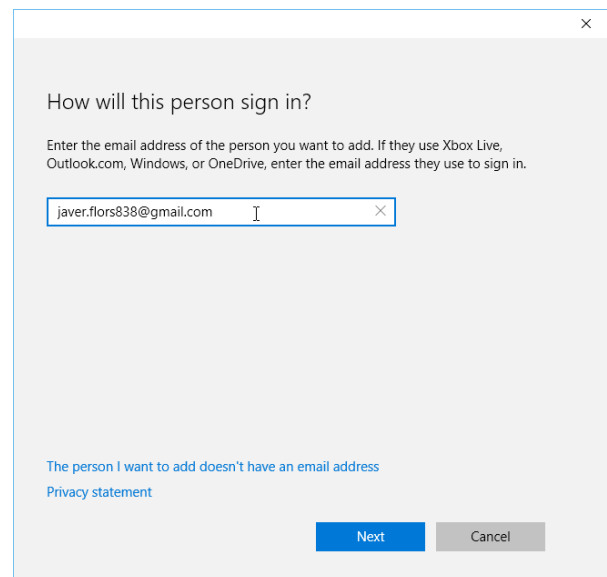 How will this person sign in?
Enter the email address of the person you want to add. If they use Xbox Live,
Outlook.com, Windows, or OneDrive, enter the email address they use to sign in.
javer.flors838@gmail.com
The person I want to add doesn't have an email address
Privacy statement
Next Cancel